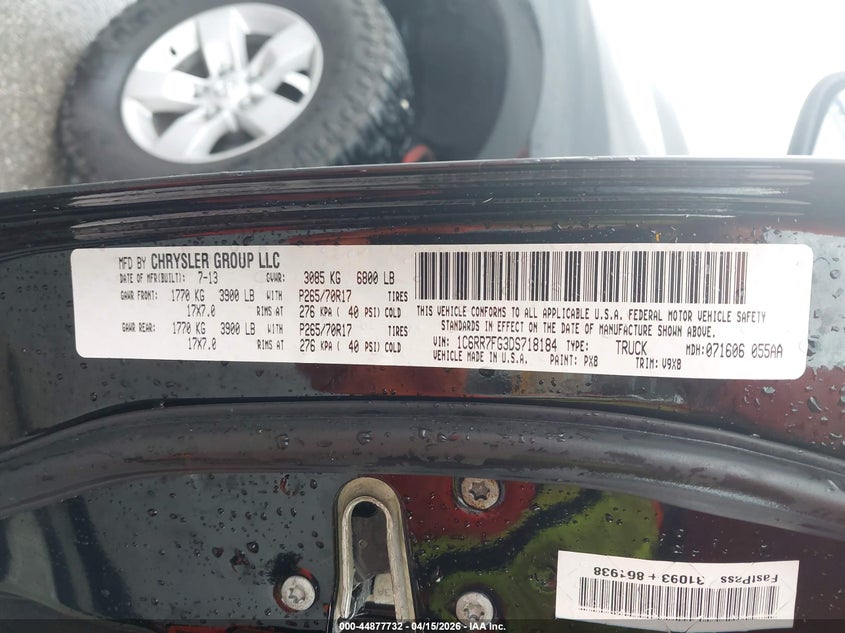 MFD BY CHRYSLER GROUP LLC
DATE OF MFR(BUILT): 7-13 GVWR: 3085 KG 6800 LB
GAWR FRONT: 1770 KG 3900 LB WITH P265/70R17 TIRES
17X7.0 RIMS AT 276 KPA ( 40 PSI) COLD
GAWR REAR: 1770 KG 3900 LB WITH P265/70R17 TIRES
17X7.0 RIMS AT 276 KPA ( 40 PSI) COLD
THIS VEHICLE CONFORMS TO ALL APPLICABLE U.S.A. FEDERAL MOTOR VEHICLE SAFETY
STANDARDS IN EFFECT ON THE DATE OF MANUFACTURE SHOWN ABOVE.
VIN: 1C6RR7FG3DS718184 TYPE: TRUCK MDH: 071606 055AA
VEHICLE MADE IN U.S.A. PAINT: PX8 TRIM: V9X8
FastPass 31093 + 861938
000-44877732 - 04/15/2026 - IAA Inc.